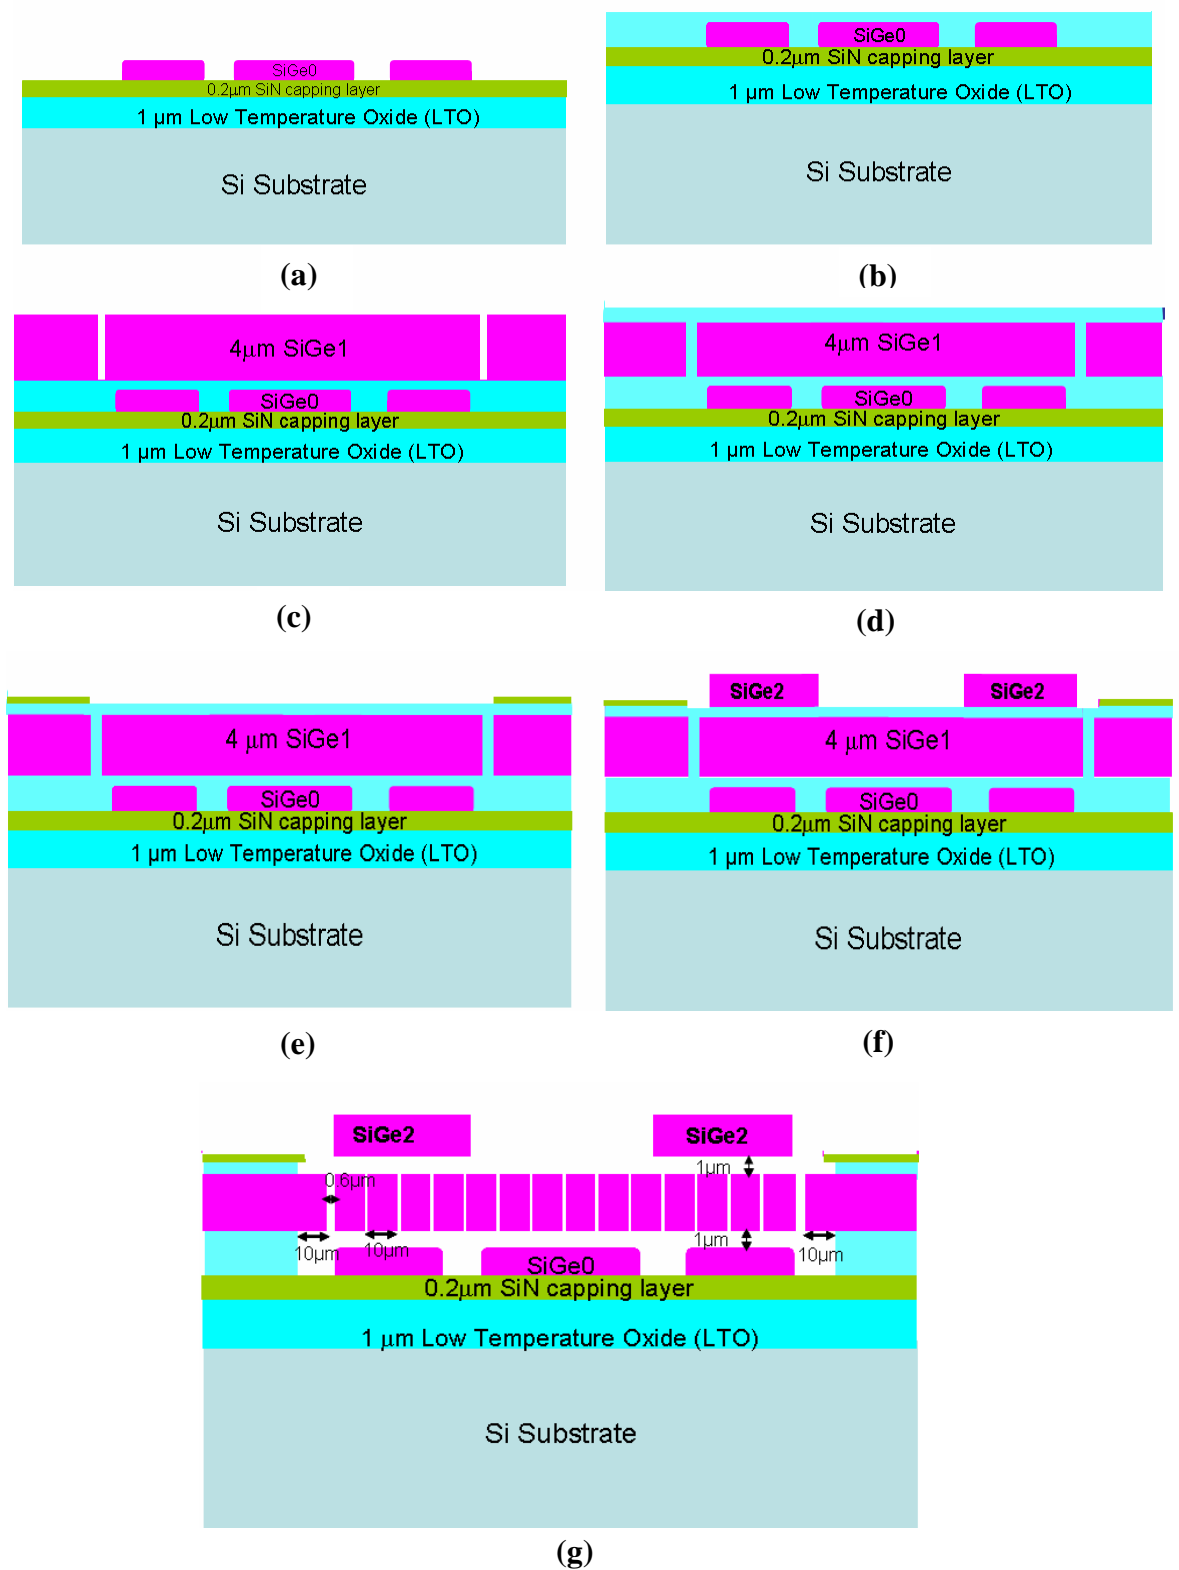 SiGe0
0.2μm SiN capping layer
1 μm Low Temperature Oxide (LTO)
Si Substrate
(a)
SiGe0
0.2μm SiN capping layer
1 μm Low Temperature Oxide (LTO)
Si Substrate
(b)
4μm SiGe1
SiGe0
0.2μm SiN capping layer
1 μm Low Temperature Oxide (LTO)
Si Substrate
(c)
4μm SiGe1
SiGe0
0.2μm SiN capping layer
1 μm Low Temperature Oxide (LTO)
Si Substrate
(d)
4 μm SiGe1
SiGe0
0.2μm SiN capping layer
1 μm Low Temperature Oxide (LTO)
Si Substrate
(e)
SiGe2 SiGe2
4 μm SiGe1
SiGe0
0.2μm SiN capping layer
1 μm Low Temperature Oxide (LTO)
Si Substrate
(f)
SiGe2 SiGe2
1μm
0.6μm
1μm
10μm 10μm 10μm
SiGe0
0.2μm SiN capping layer
1 μm Low Temperature Oxide (LTO)
Si Substrate
(g)